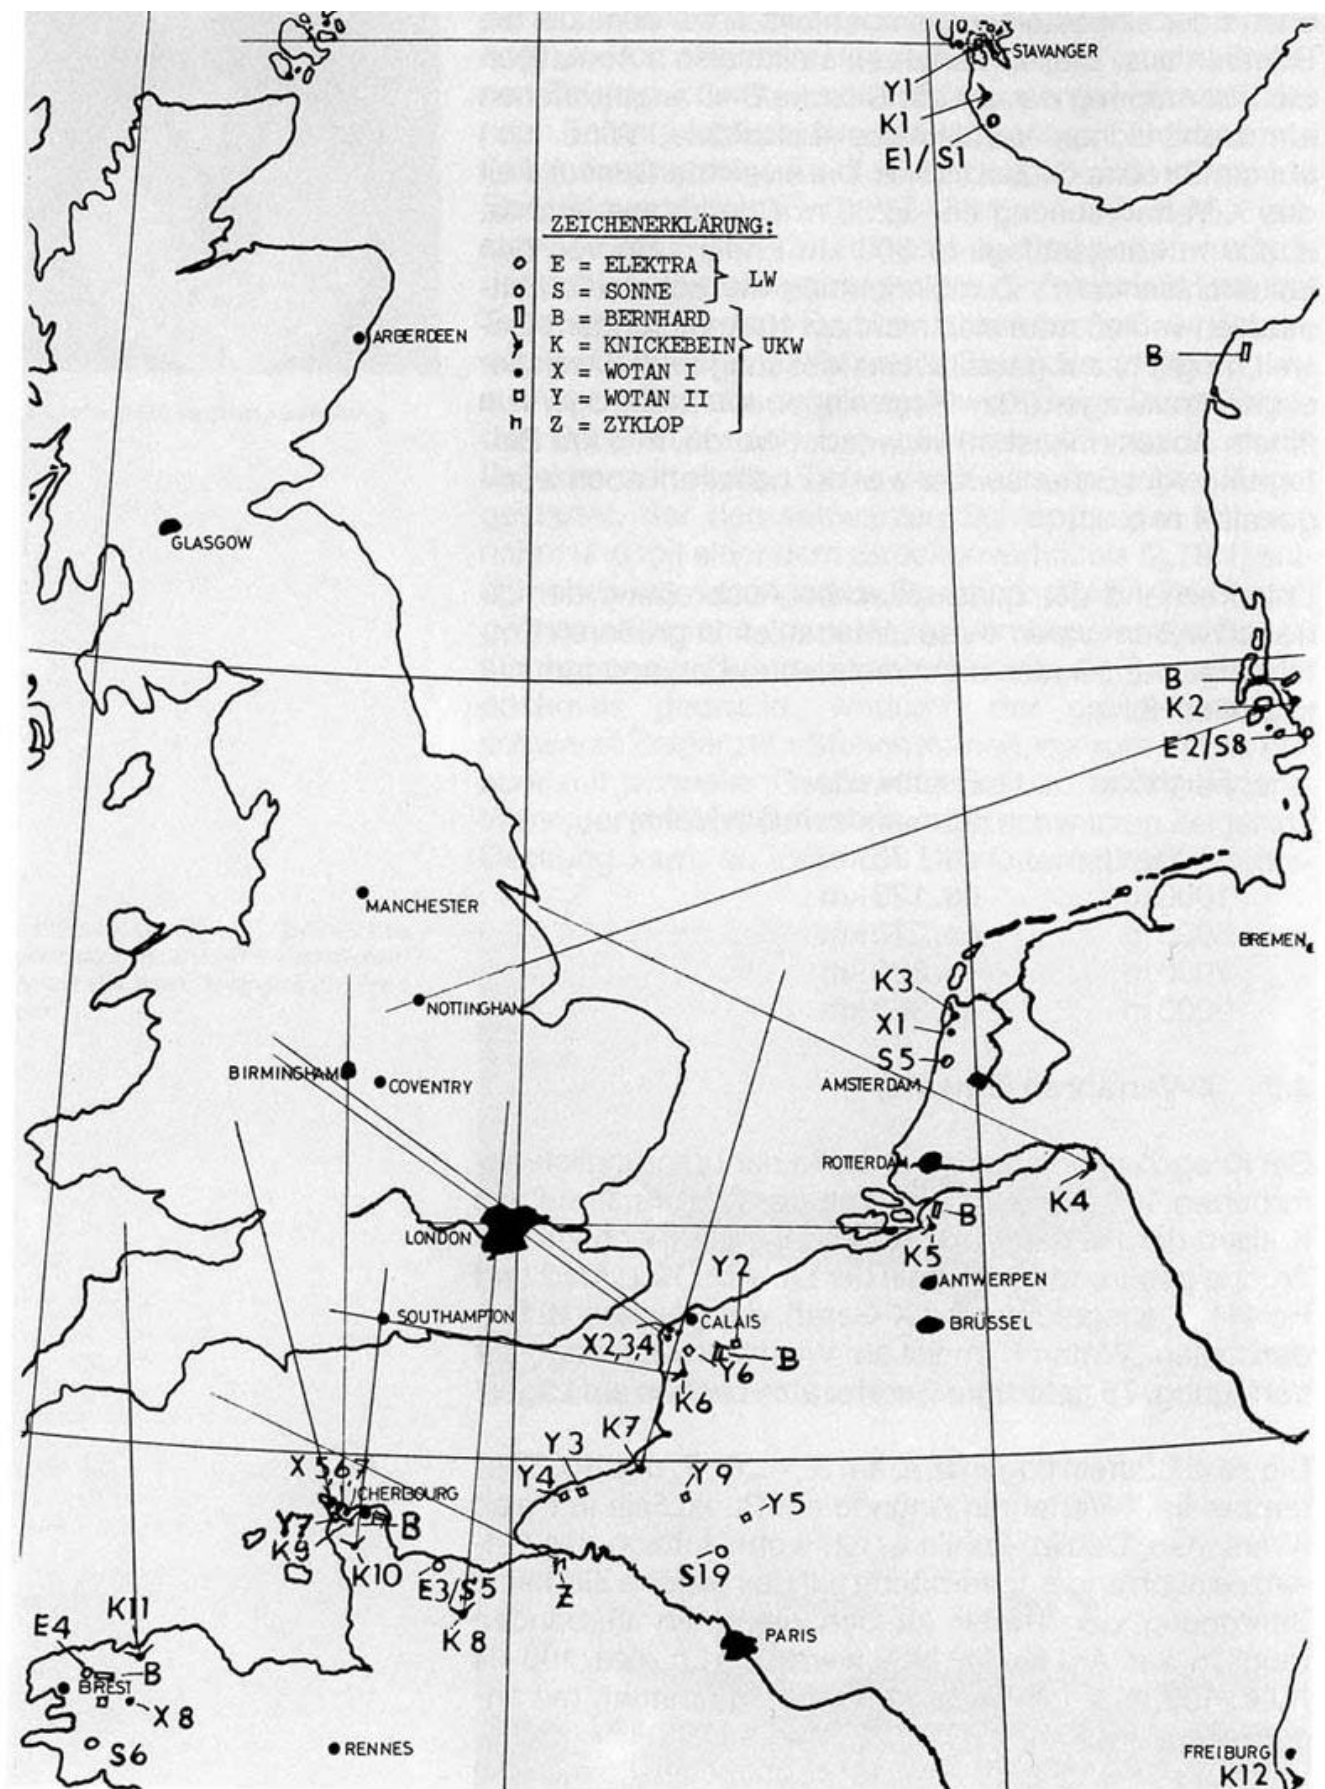 STAVANGER
Y1
K1
E1/S1
ZEICHENERKLÄRUNG:
E = ELEKTRA
S = SONNE
LW
B = BERNHARD
K = KNICKEBEIN
UKW
X = WOTAN I
Y = WOTAN II
Z = ZYKLOP
ARBERDEEN
B
GLASGOW
B
K2
E2/S8
MANCHESTER
BREMEN
NOTTINGHAM
K3
X1
S5
BIRMINGHAM
COVENTRY
AMSTERDAM
ROTTERDAM
K4
B
K5
LONDON
Y2
ANTWERPEN
SOUTHAMPTON
CALAIS
BRÜSSEL
X2,3,4
Y6
B
K6
K7
Y3
X 5 6 7
Y4
Y9
CHERBOURG
Y5
Y7
B
K9
K10
E3/S5
Z
S19
K11
E4
K8
PARIS
B
BREST
X8
S6
RENNES
FREIBURG
K12